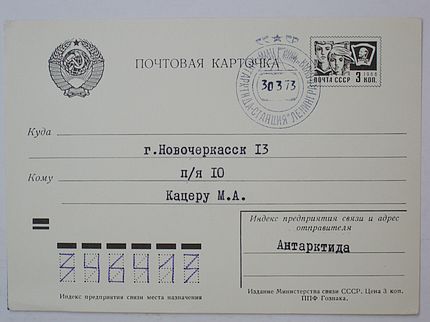 ПОЧТОВАЯ КАРТОЧКА
30 3 73
ПОЧТА СССР 1966
3 КОП.
Куда
г.Новочеркасск 13
п/я 10
Кому
Кацеру М.А.
Индекс предприятия связи и адрес
отправителя
Антарктида
346413
Индекс предприятия связи места назначения
Издание Министерства связи СССР. Цена 3 коп.
ППФ Гознака.